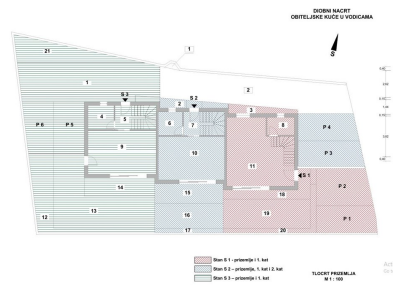 DIOBNI NACRT
OBITELJSKE KUĆE U VODICAMA
S
1
21
1
2
S 3
S 2
2
3
4
5
6
7
8
P 6
P 5
P 4
9
10
11
P 3
S 1
14
P 2
15
18
12
13
16
19
P 1
17
20
Stan S 1 - prizemlje i 1. kat
Stan S 2 – prizemlje, 1. kat i 2. kat
Stan S 3 – prizemlje i 1. kat
TLOCRT PRIZEMLJA
M 1 : 100